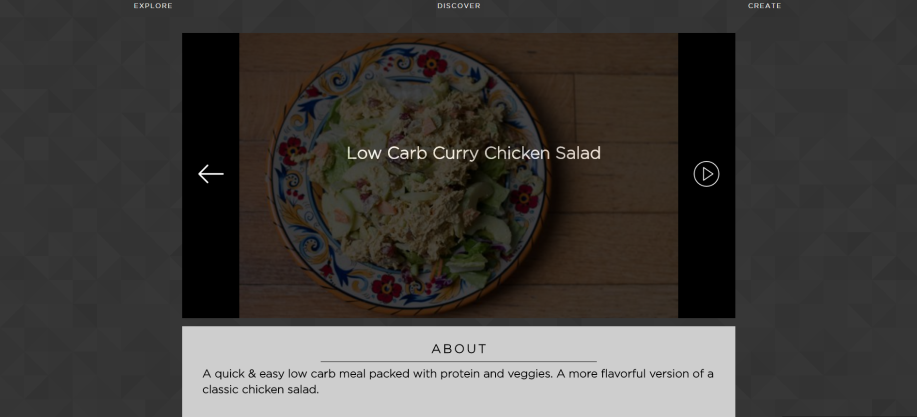 EXPLORE
DISCOVER
CREATE
Low Carb Curry Chicken Salad
ABOUT
A quick & easy low carb meal packed with protein and veggies. A more flavorful version of a
classic chicken salad.